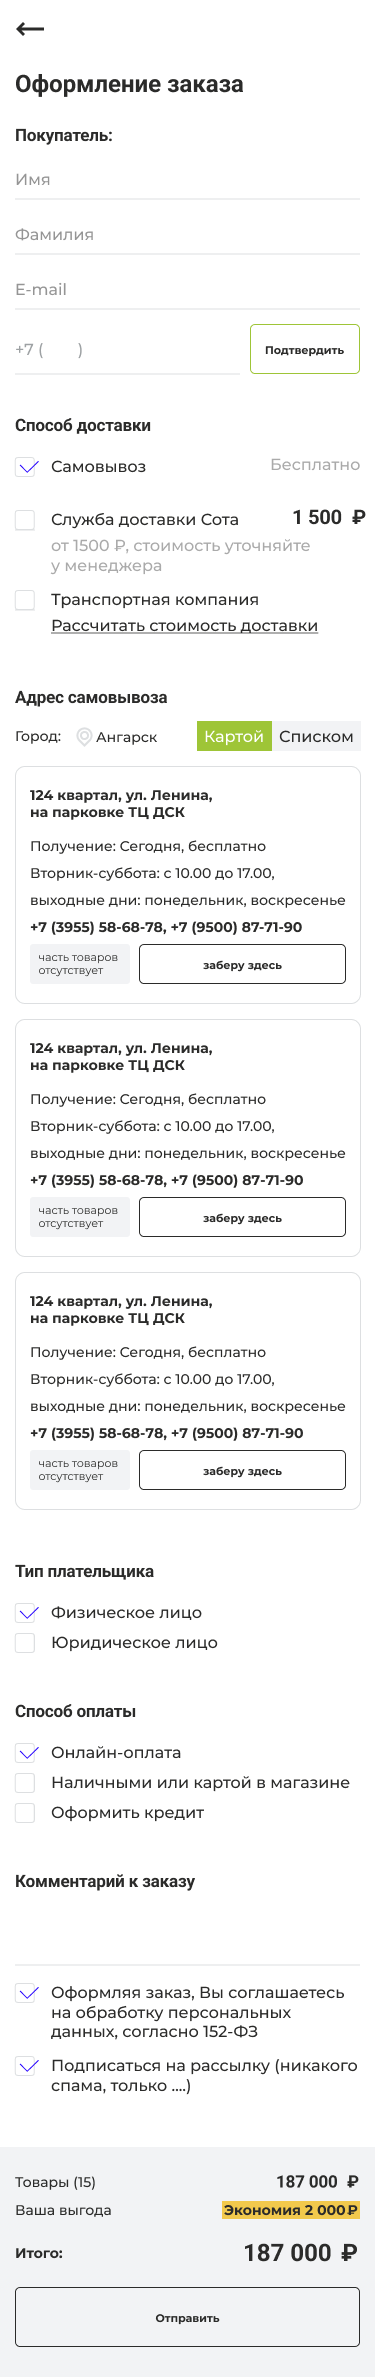 Оформление заказа
Покупатель:
Имя
Фамилия
E-mail
+7 ( )
Подтвердить
Способ доставки
Самовывоз
Бесплатно
Служба доставки Сота
1 500 ₽
от 1500 ₽, стоимость уточняйте
у менеджера
Транспортная компания
Рассчитать стоимость доставки
Адрес самовывоза
Город: Ангарск
Картой Списком
124 квартал, ул. Ленина,
на парковке ТЦ ДСК
Получение: Сегодня, бесплатно
Вторник-суббота: с 10.00 до 17.00,
выходные дни: понедельник, воскресенье
+7 (3955) 58-68-78, +7 (9500) 87-71-90
часть товаров
отсутствует
заберу здесь
124 квартал, ул. Ленина,
на парковке ТЦ ДСК
Получение: Сегодня, бесплатно
Вторник-суббота: с 10.00 до 17.00,
выходные дни: понедельник, воскресенье
+7 (3955) 58-68-78, +7 (9500) 87-71-90
часть товаров
отсутствует
заберу здесь
124 квартал, ул. Ленина,
на парковке ТЦ ДСК
Получение: Сегодня, бесплатно
Вторник-суббота: с 10.00 до 17.00,
выходные дни: понедельник, воскресенье
+7 (3955) 58-68-78, +7 (9500) 87-71-90
часть товаров
отсутствует
заберу здесь
Тип плательщика
Физическое лицо
Юридическое лицо
Способ оплаты
Онлайн-оплата
Наличными или картой в магазине
Оформить кредит
Комментарий к заказу
Оформляя заказ, Вы соглашаетесь
на обработку персональных
данных, согласно 152-ФЗ
Подписаться на рассылку (никакого
спама, только ....)
Товары (15) 187 000 ₽
Ваша выгода Экономия 2 000 ₽
Итого: 187 000 ₽
Отправить